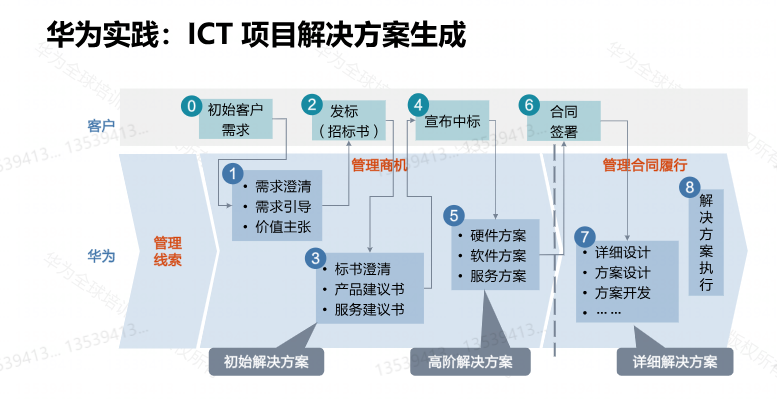 华为实践：ICT 项目解决方案生成
客户
0
初始客户
需求
2
发标
（招标书）
4
宣布中标
6
合同
签署
华为
管理
线索
管理商机
管理合同履行
1
• 需求澄清
• 需求引导
• 价值主张
3
• 标书澄清
• 产品建议书
• 服务建议书
5
• 硬件方案
• 软件方案
• 服务方案
7
• 详细设计
• 方案设计
• 方案开发
• ……
8
解
决
方
案
执
行
初始解决方案
高阶解决方案
详细解决方案
华为全球培训
13539413...